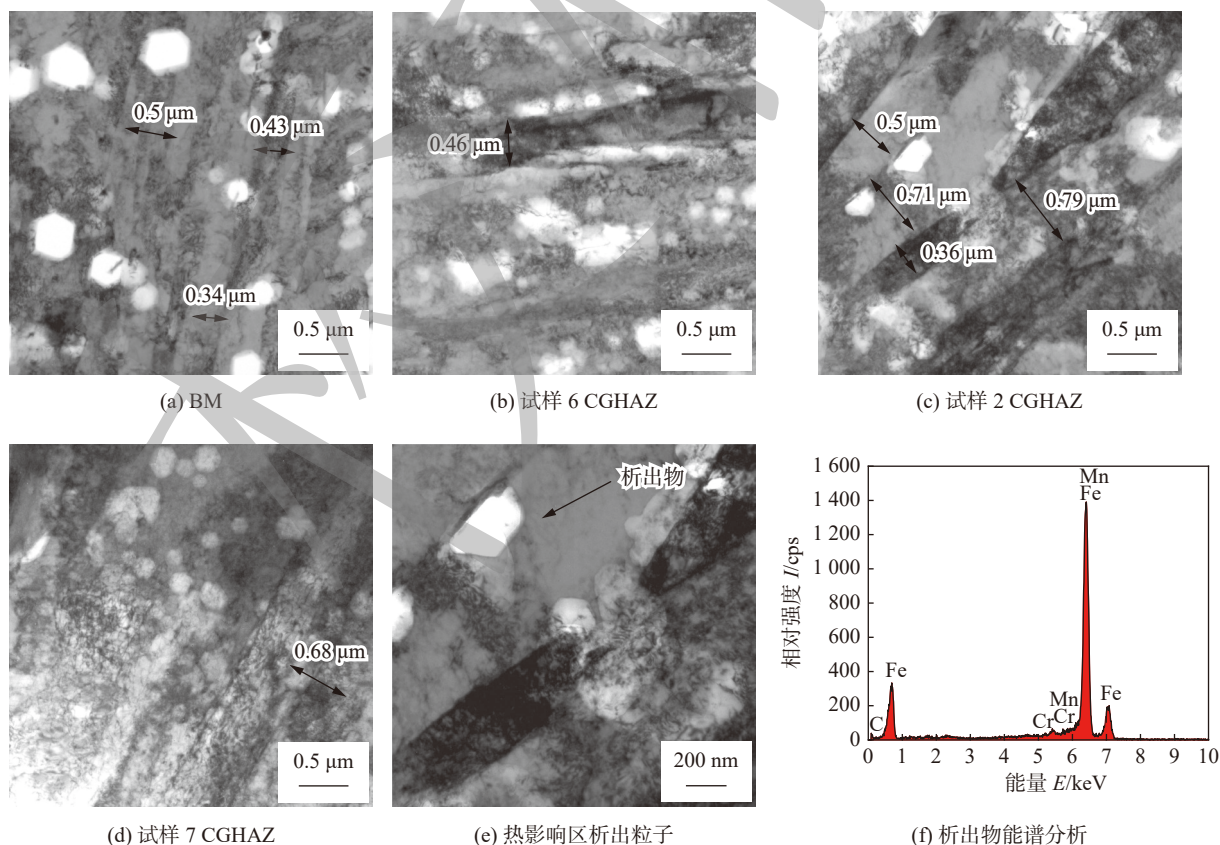 0.5 μm
0.43 μm
0.34 μm
0.5 μm
(a) BM
0.46 μm
0.5 μm
(b) 试样 6 CGHAZ
0.5 μm
0.71 μm
0.79 μm
0.36 μm
0.5 μm
(c) 试样 2 CGHAZ
0.68 μm
0.5 μm
(d) 试样 7 CGHAZ
析出物
200 nm
(e) 热影响区析出粒子
1 600
1 400
1 200
1 000
800
600
400
200
0
相对强度 I/cps
C
Fe
Cr
Mn
Cr
Mn
Fe
Fe
0 1 2 3 4 5 6 7 8 9 10
能量 E/keV
(f) 析出物能谱分析